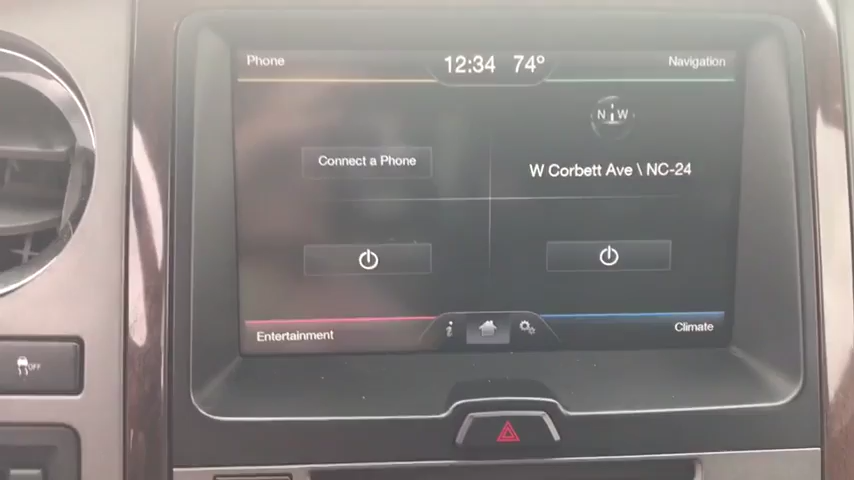 Phone
12:34 74°
Navigation
N W
Connect a Phone
W Corbett Ave \ NC-24
Entertainment
i
Climate
OFF